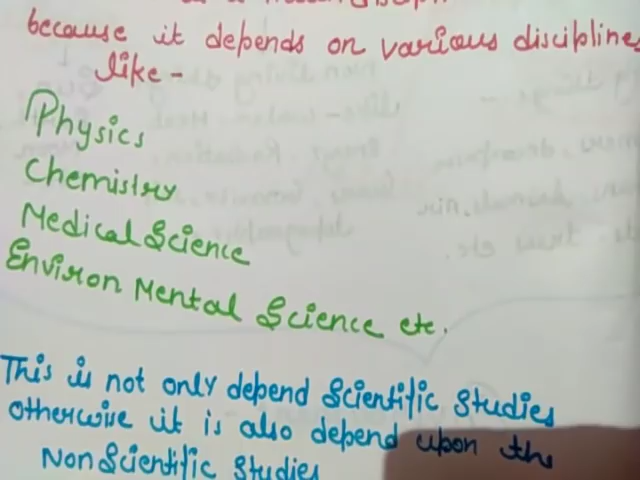 because it depends on various disciplines
like -
Physics
Chemistry
Medical Science
Environ Mental Science etc.
This is not only depend Scientific Studies
otherwise it is also depend upon the
Non Scientific Studies